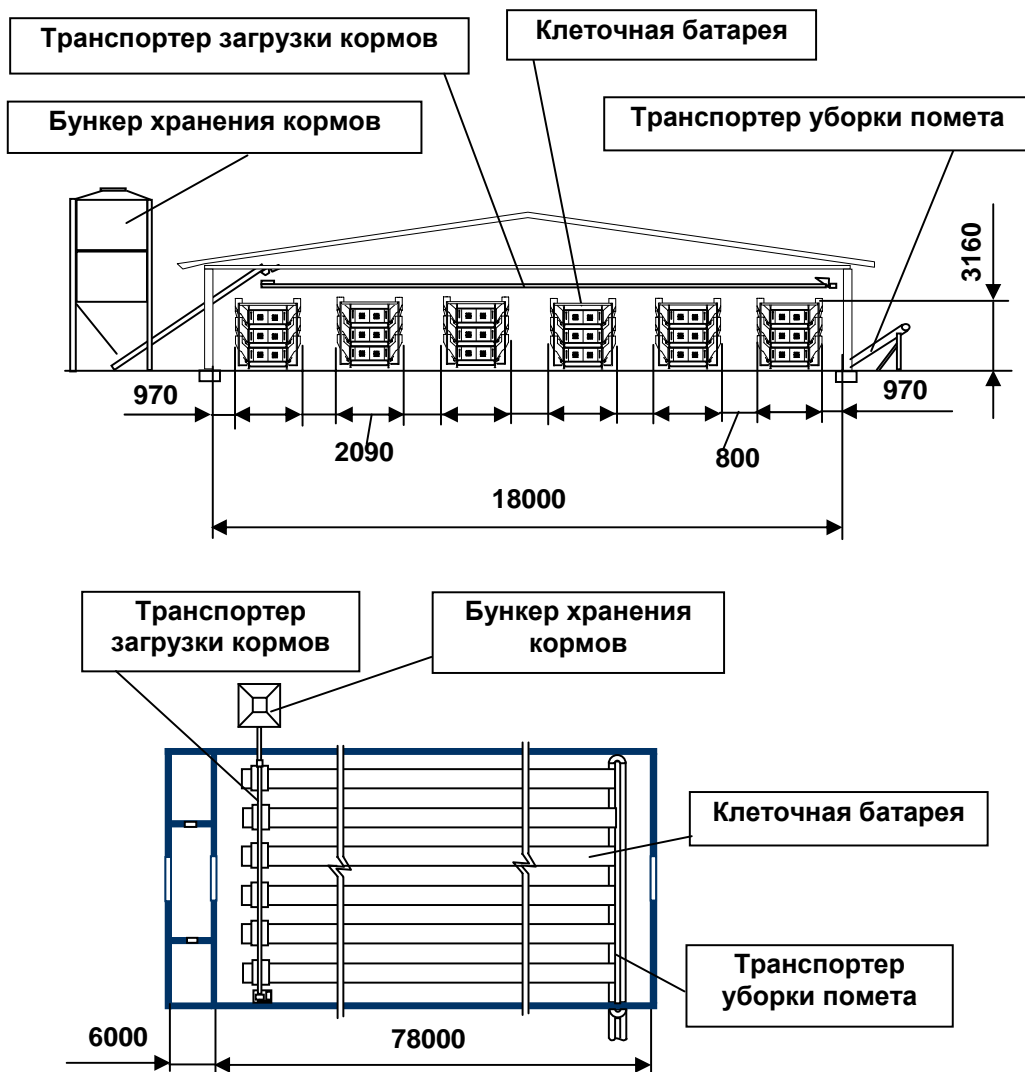 Транспортер загрузки кормов
Клеточная батарея
Бункер хранения кормов
Транспортер уборки помета
3160
970
970
2090
800
18000
Транспортер
загрузки кормов
Бункер хранения
кормов
Клеточная батарея
Транспортер
уборки помета
6000
78000